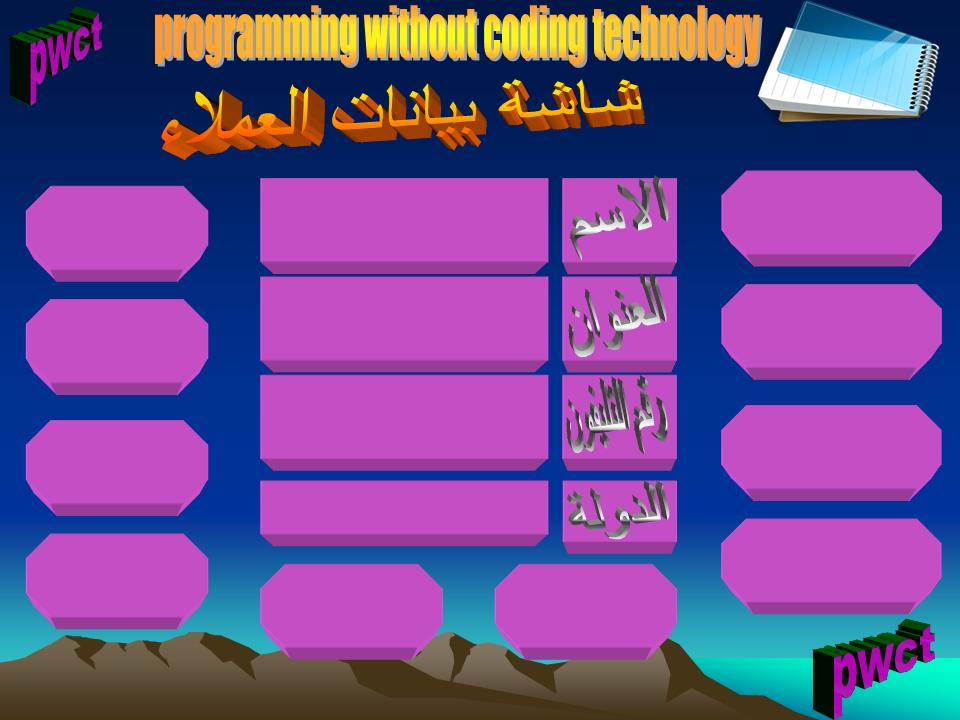 pwct
programming without coding technology
شاشة بيانات العملاء
الاسم
العنوان
رقم التليفون
الدولة
pwct